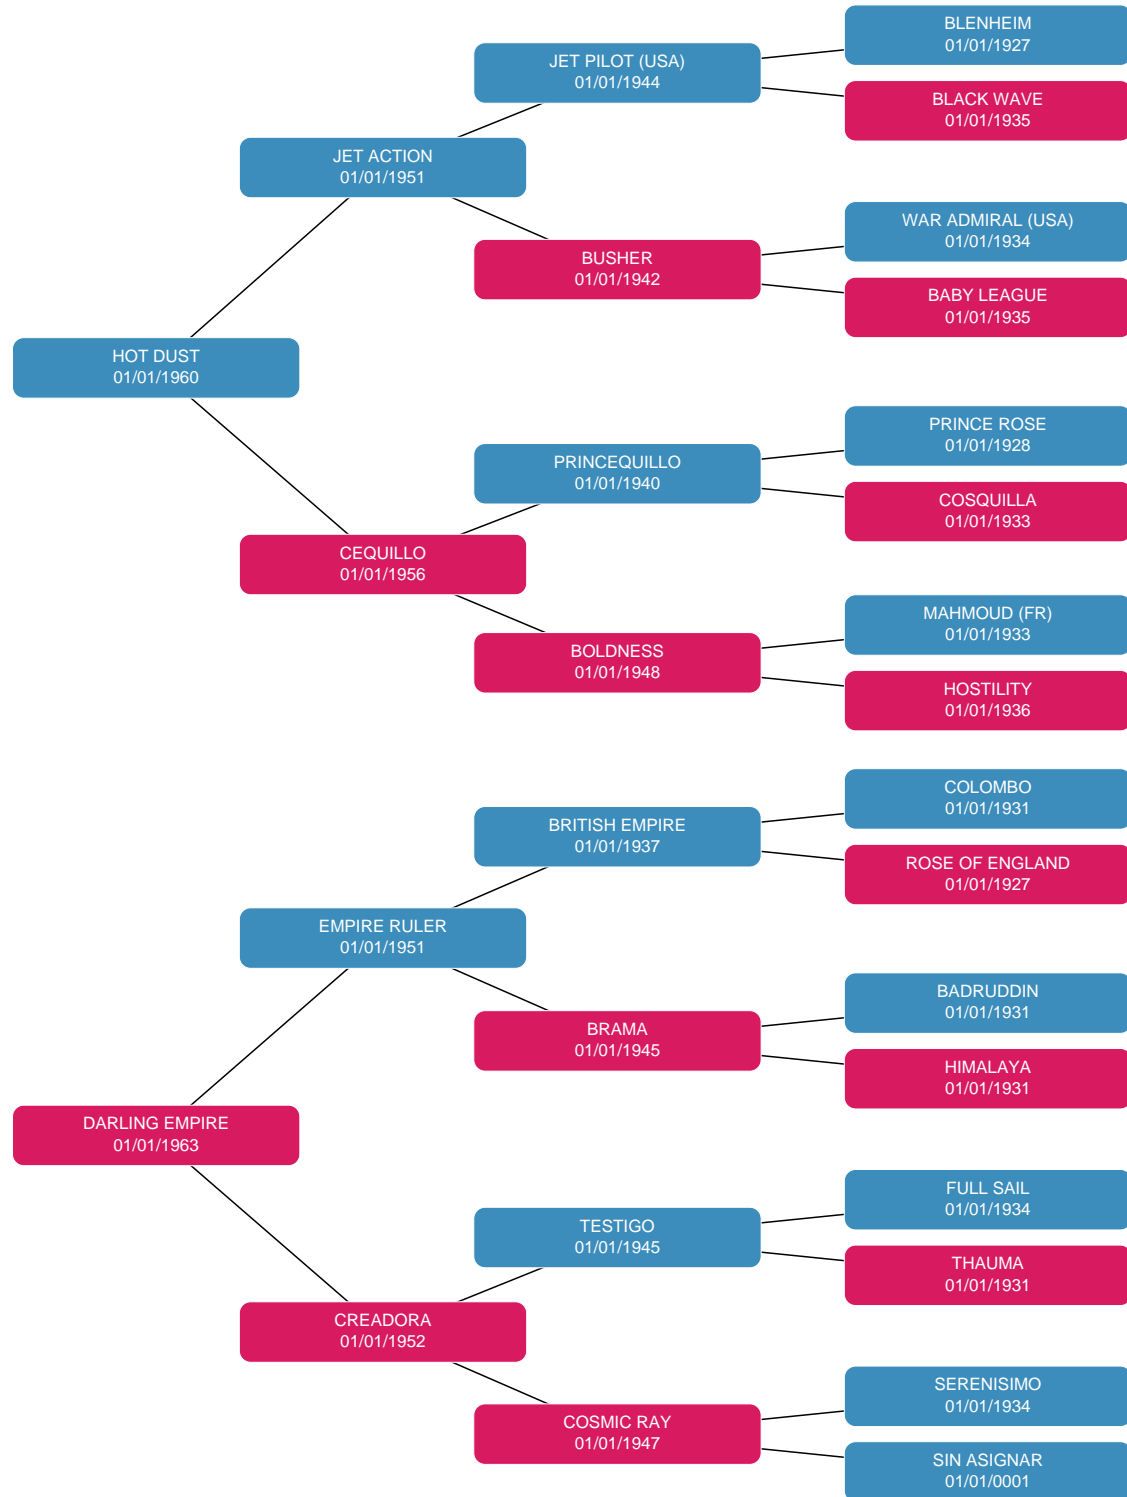 BLENHEIM
01/01/1927
JET PILOT (USA)
01/01/1944
BLACK WAVE
01/01/1935
JET ACTION
01/01/1951
WAR ADMIRAL (USA)
01/01/1934
BUSHER
01/01/1942
BABY LEAGUE
01/01/1935
HOT DUST
01/01/1960
PRINCE ROSE
01/01/1928
PRINCEQUILLO
01/01/1940
COSQUILLA
01/01/1933
CEQUILLO
01/01/1956
MAHMOUD (FR)
01/01/1933
BOLDNESS
01/01/1948
HOSTILITY
01/01/1936
COLOMBO
01/01/1931
BRITISH EMPIRE
01/01/1937
ROSE OF ENGLAND
01/01/1927
EMPIRE RULER
01/01/1951
BADRUDDIN
01/01/1931
BRAMA
01/01/1945
HIMALAYA
01/01/1931
DARLING EMPIRE
01/01/1963
FULL SAIL
01/01/1934
TESTIGO
01/01/1945
THAUMA
01/01/1931
CREADORA
01/01/1952
SERENISIMO
01/01/1934
COSMIC RAY
01/01/1947
SIN ASIGNAR
01/01/0001